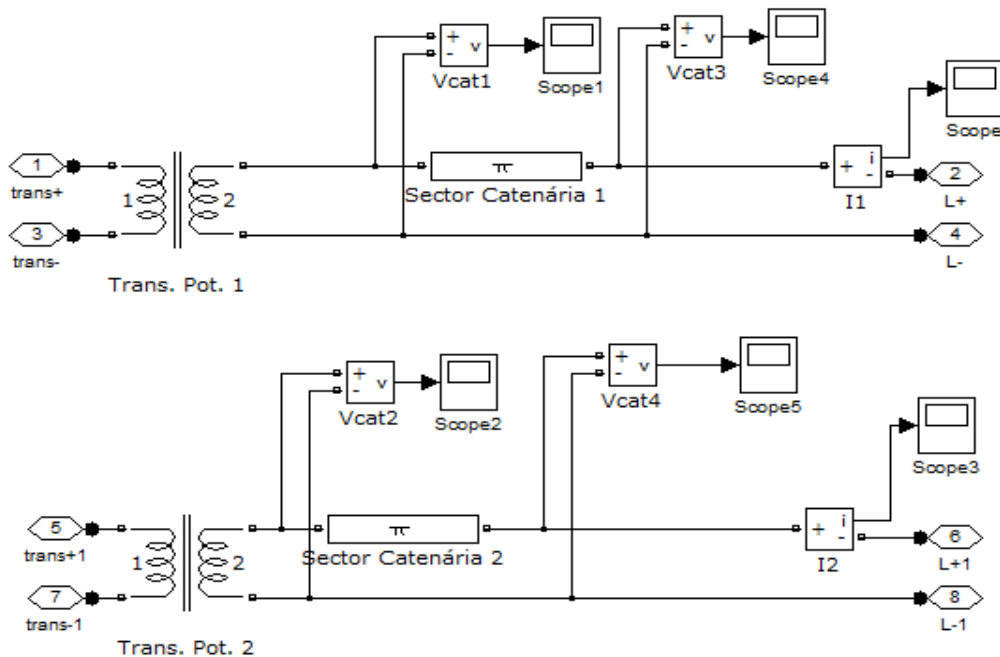 +
-
v
Vcat1
Scope1
+
-
v
Vcat3
Scope4
Scope
1
trans+
1
2
π
Sector Catenária 1
+
i
-
I1
2
L+
3
trans-
4
L-
Trans. Pot. 1
+
-
v
Vcat2
Scope2
+
-
v
Vcat4
Scope5
Scope3
5
trans+1
1
2
π
Sector Catenária 2
+
i
-
I2
6
L+1
7
trans-1
8
L-1
Trans. Pot. 2